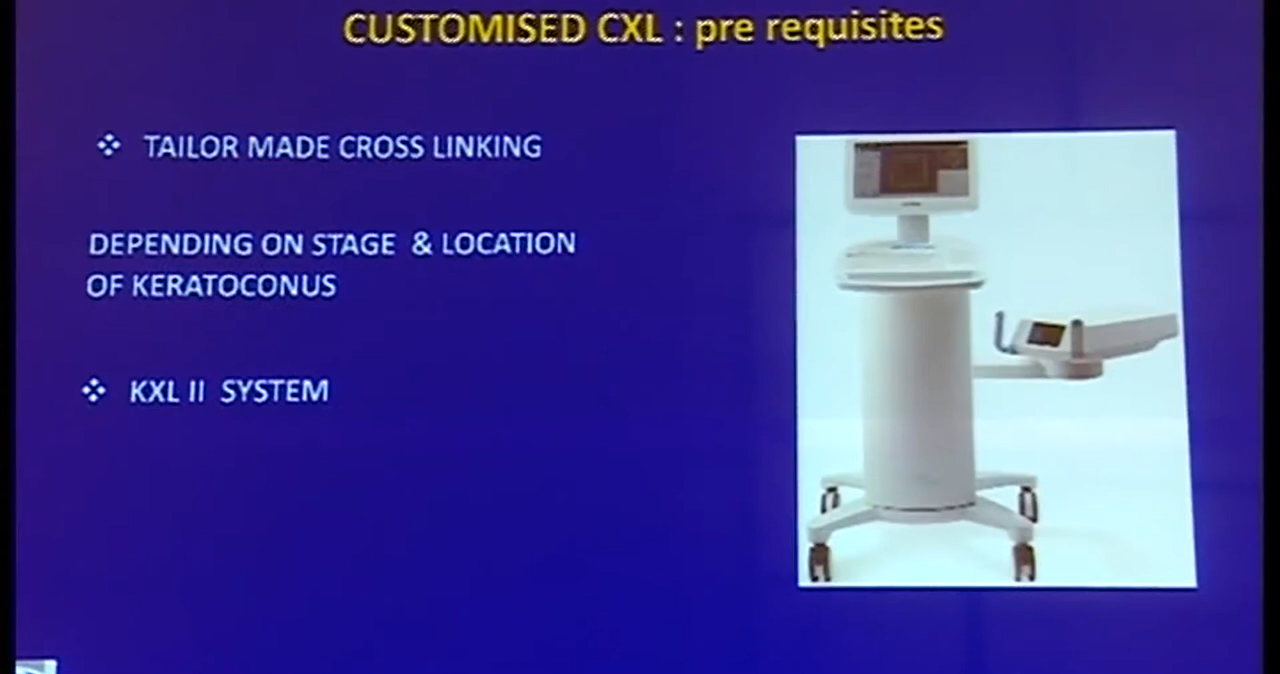 CUSTOMISED CXL : pre requisites
❖ TAILOR MADE CROSS LINKING
DEPENDING ON STAGE & LOCATION
OF KERATOCONUS
❖ KXL II SYSTEM